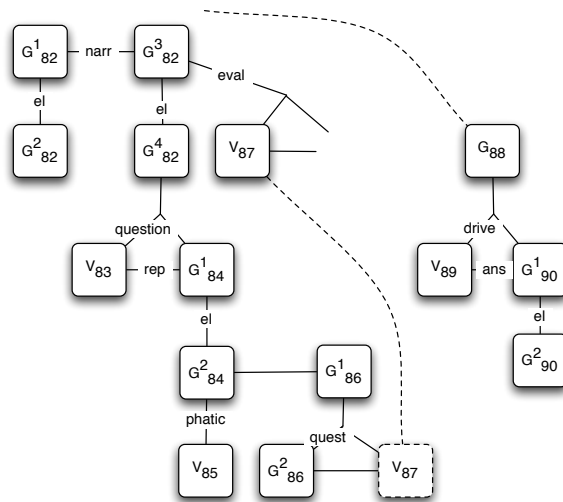 G¹82 narr G³82
eval
el el
G²82 G⁴82 V87 G88
question drive
V83 rep G¹84 V89 ans G¹90
el el
G²84 G¹86 G²90
phatic quest
V85 G²86 V87